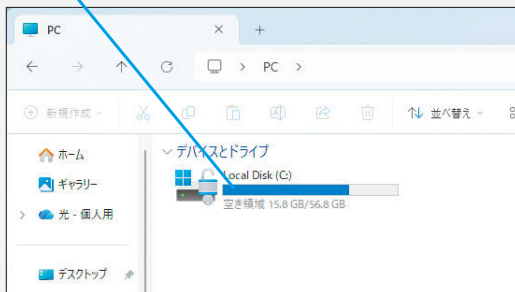 PC
PC
新規作成
並べ替え
ホーム
デバイスとドライブ
ギャラリー
Local Disk (C:)
空き領域 15.8 GB/56.8 GB
光 - 個人用
デスクトップ